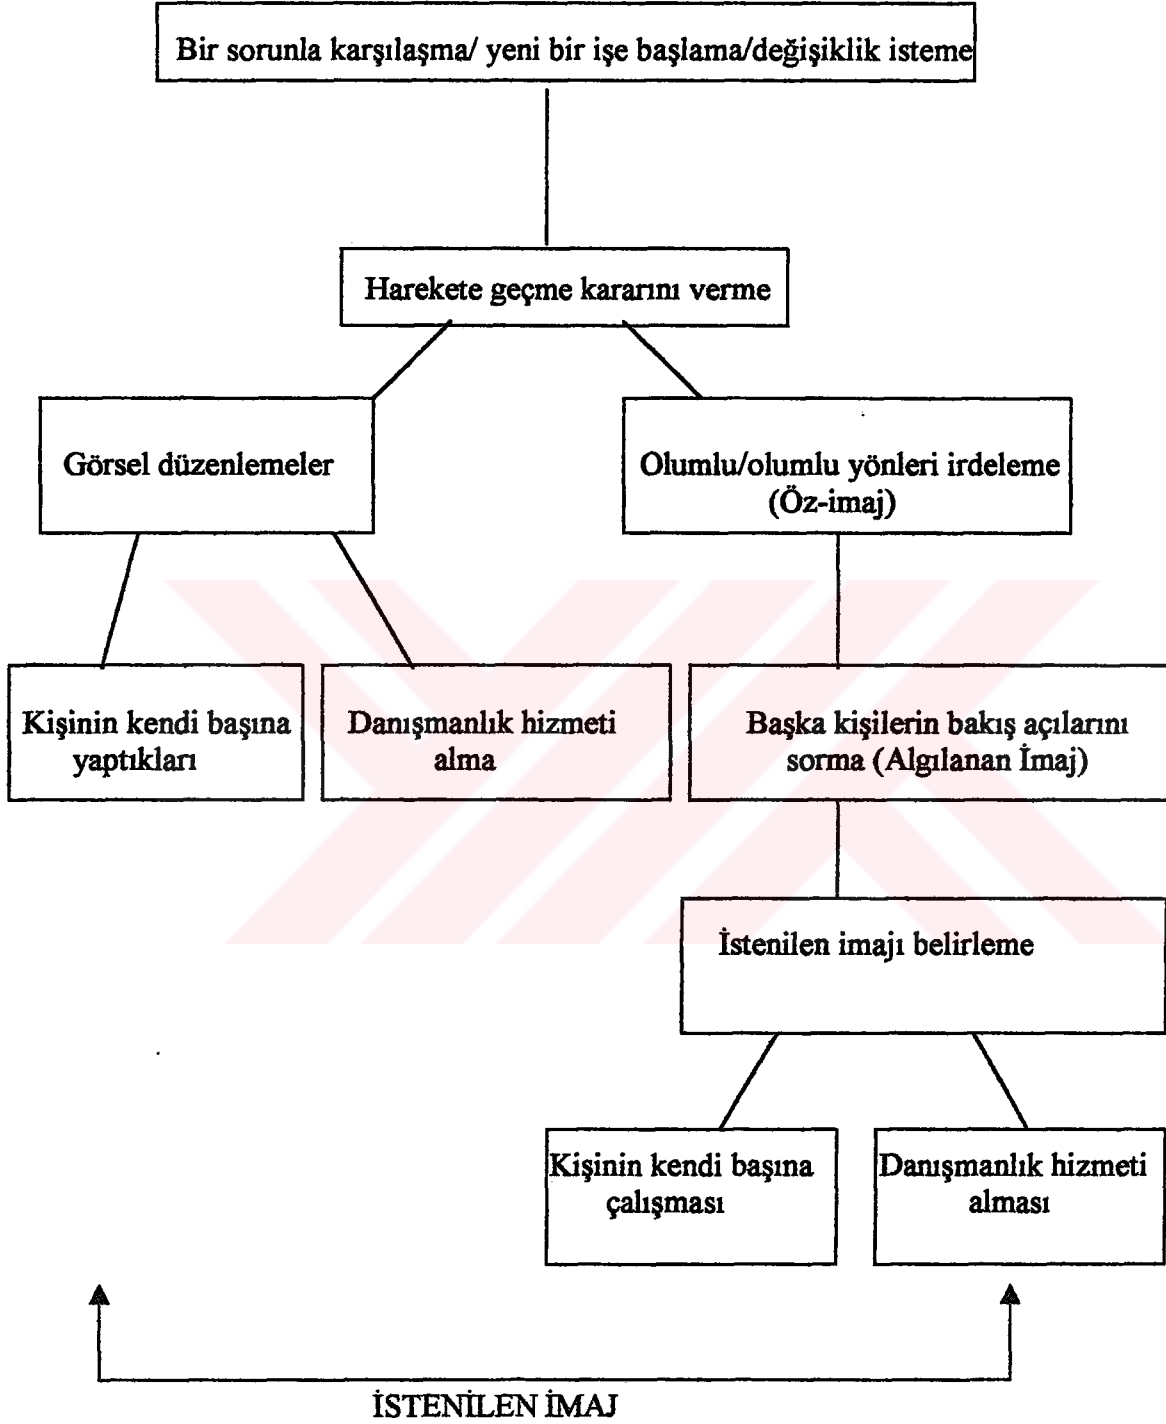 Bir sorunla karşılaşma/ yeni bir işe başlama/değişiklik isteme
Harekete geçme kararını verme
Görsel düzenlemeler
Olumlu/olumlu yönleri irdeleme
(Öz-imaj)
Kişinin kendi başına
yaptıkları
Danışmanlık hizmeti
alma
Başka kişilerin bakış açılarını
sorma (Algılanan İmaj)
İstenilen imajı belirleme
Kişinin kendi başına
çalışması
Danışmanlık hizmeti
alması
İSTENİLEN İMAJ